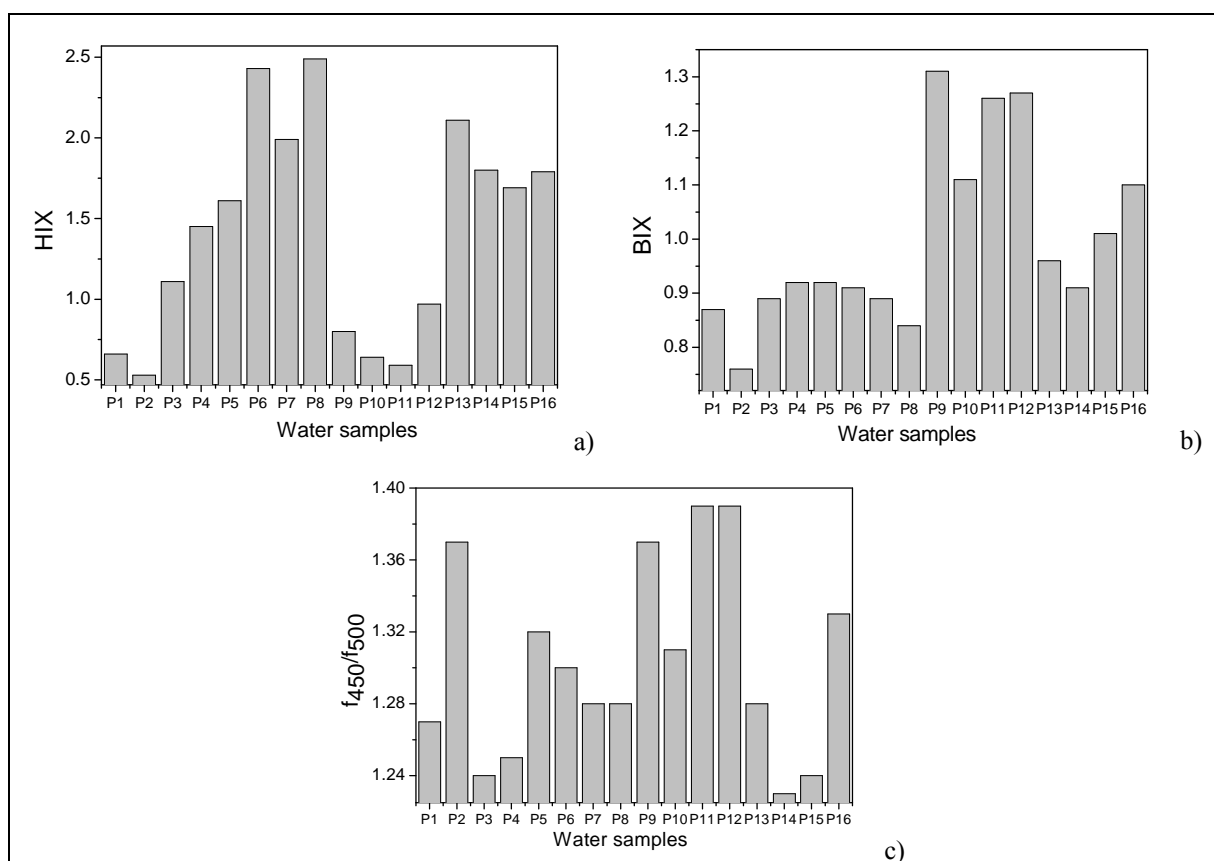 2.5
2.0
1.5
1.0
0.5
HIX
P1 P2 P3 P4 P5 P6 P7 P8 P9 P10 P11 P12 P13 P14 P15 P16
Water samples
a)
1.3
1.2
1.1
1.0
0.9
0.8
BIX
P1 P2 P3 P4 P5 P6 P7 P8 P9 P10 P11 P12 P13 P14 P15 P16
Water samples
b)
1.40
1.36
1.32
1.28
1.24
f450/f500
P1 P2 P3 P4 P5 P6 P7 P8 P9 P10 P11 P12 P13 P14 P15 P16
Water samples
c)